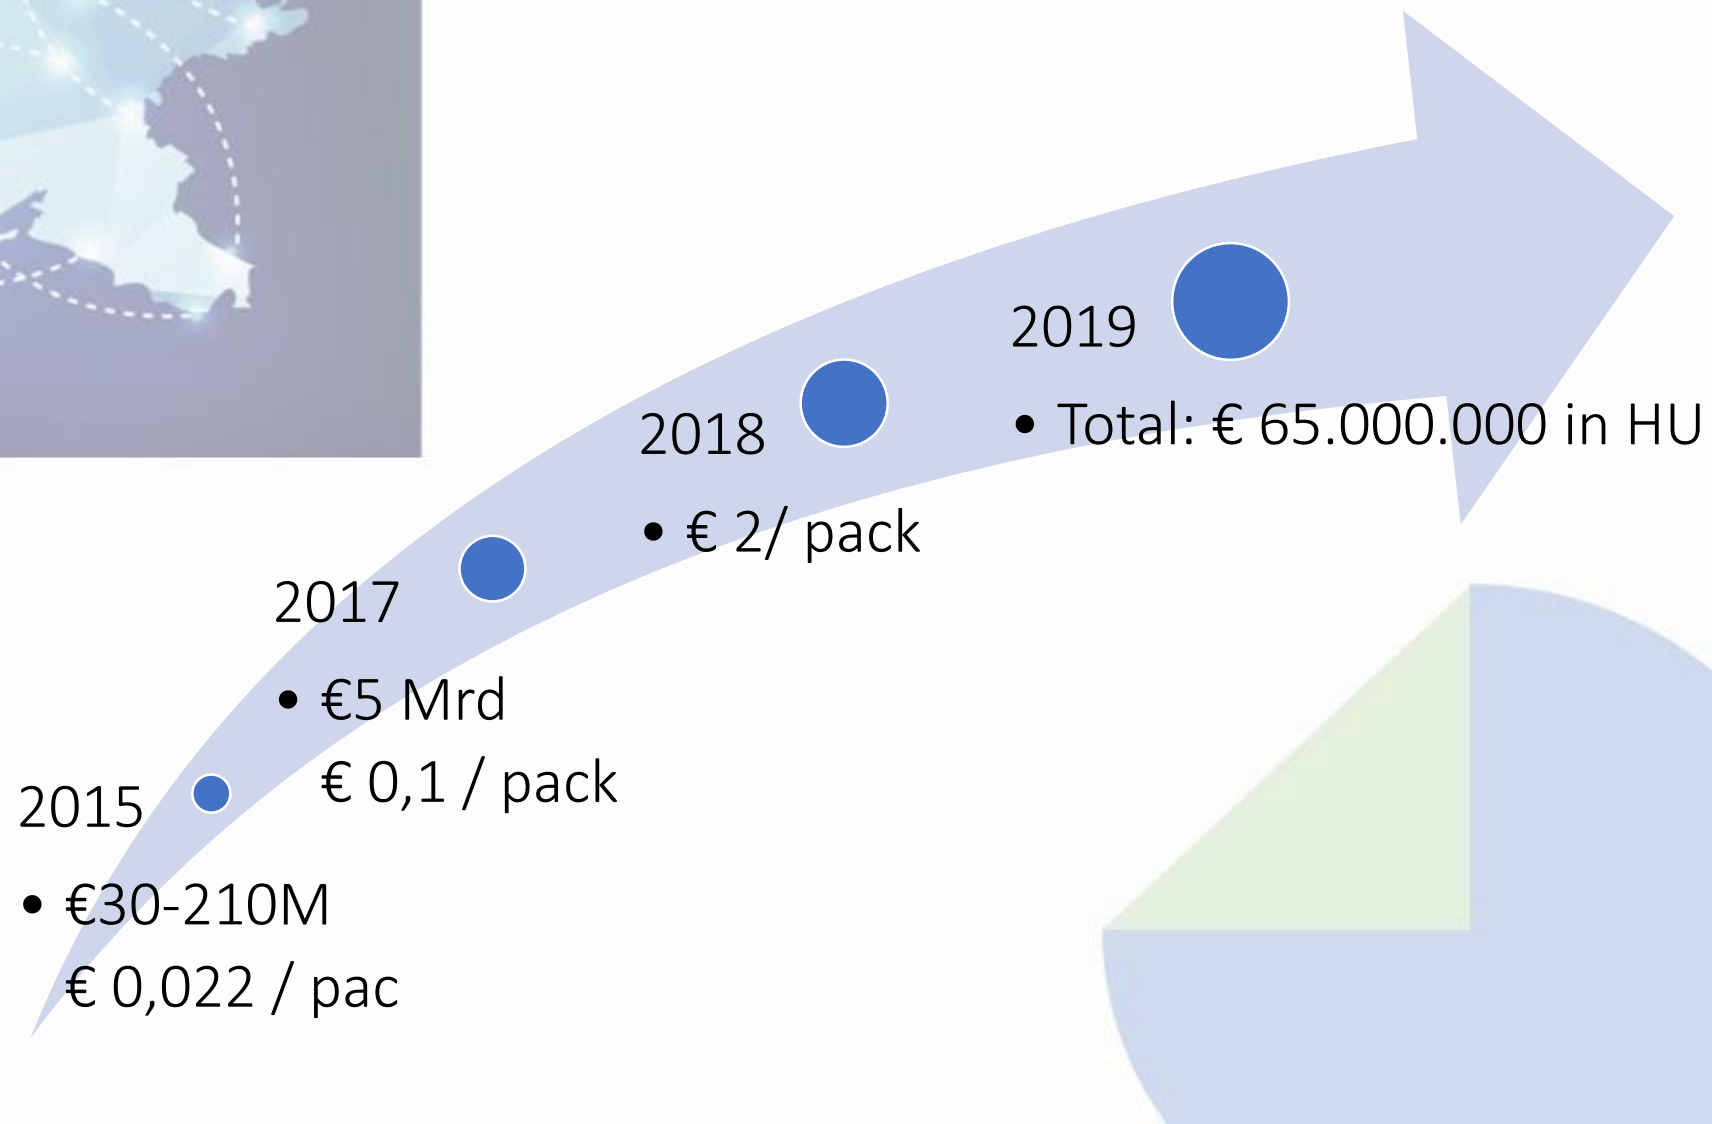 2015
• €30-210M
€ 0,022 / pac
2017
• €5 Mrd
€ 0,1 / pack
2018
• € 2/ pack
2019
• Total: € 65.000.000 in HU